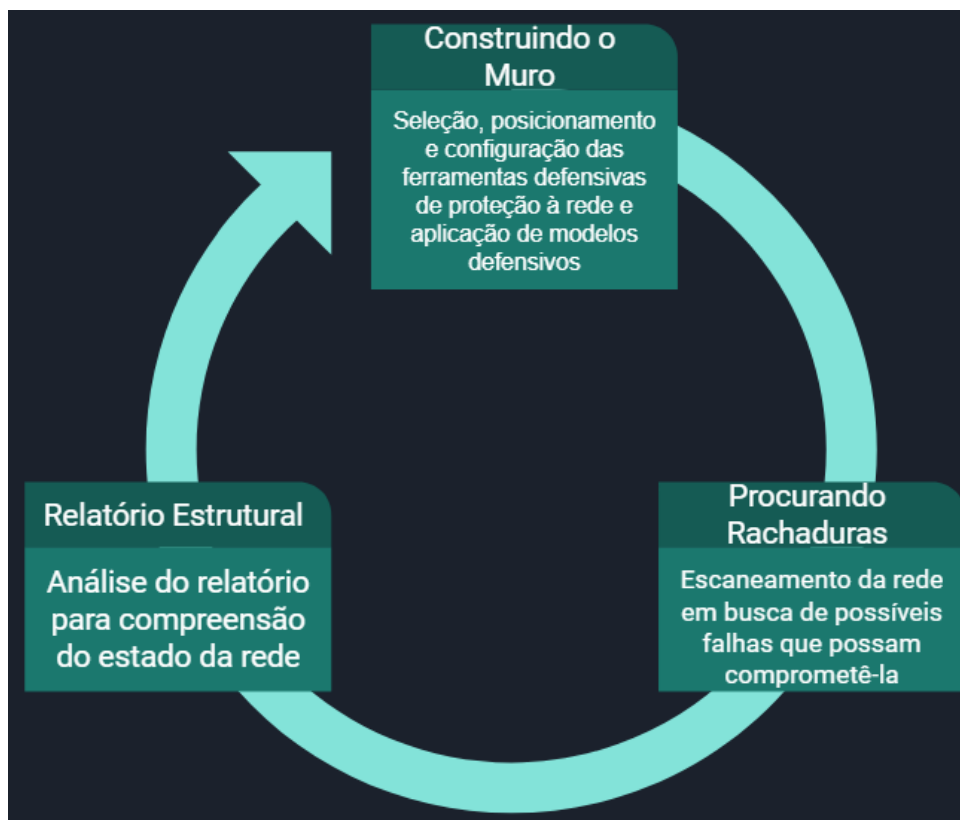 Construindo o
Muro
Seleção, posicionamento
e configuração das
ferramentas defensivas
de proteção à rede e
aplicação de modelos
defensivos
Procurando
Rachaduras
Escaneamento da rede
em busca de possíveis
falhas que possam
comprometê-la
Relatório Estrutural
Análise do relatório
para compreensão
do estado da rede